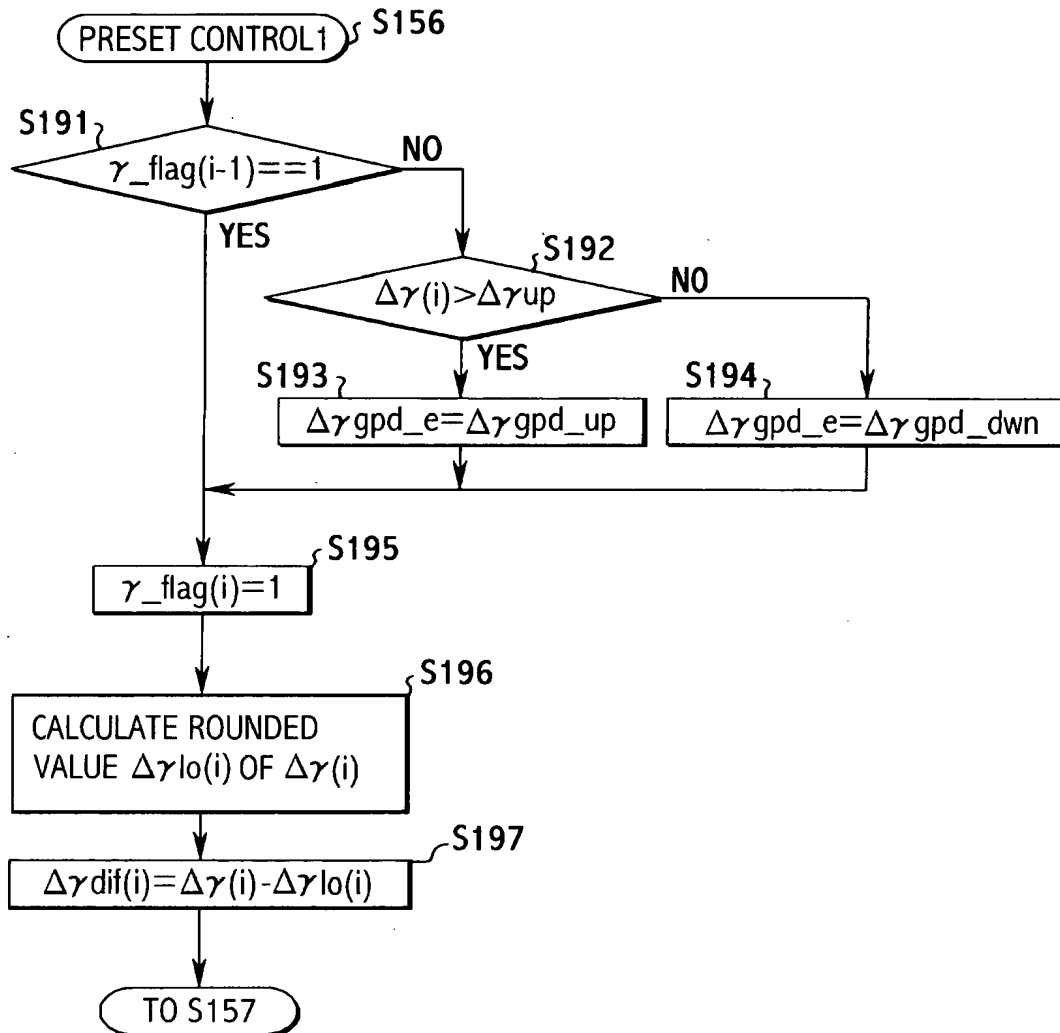 PRESET CONTROL1
S156
S191
γ_flag(i-1)==1
NO
YES
S192
Δγ(i)>Δγup
NO
YES
S193
Δγgpd_e=Δγgpd_up
S194
Δγgpd_e=Δγgpd_dwn
S195
γ_flag(i)=1
S196
CALCULATE ROUNDED
VALUE Δγlo(i) OF Δγ(i)
S197
Δγdif(i)=Δγ(i)-Δγlo(i)
TO S157